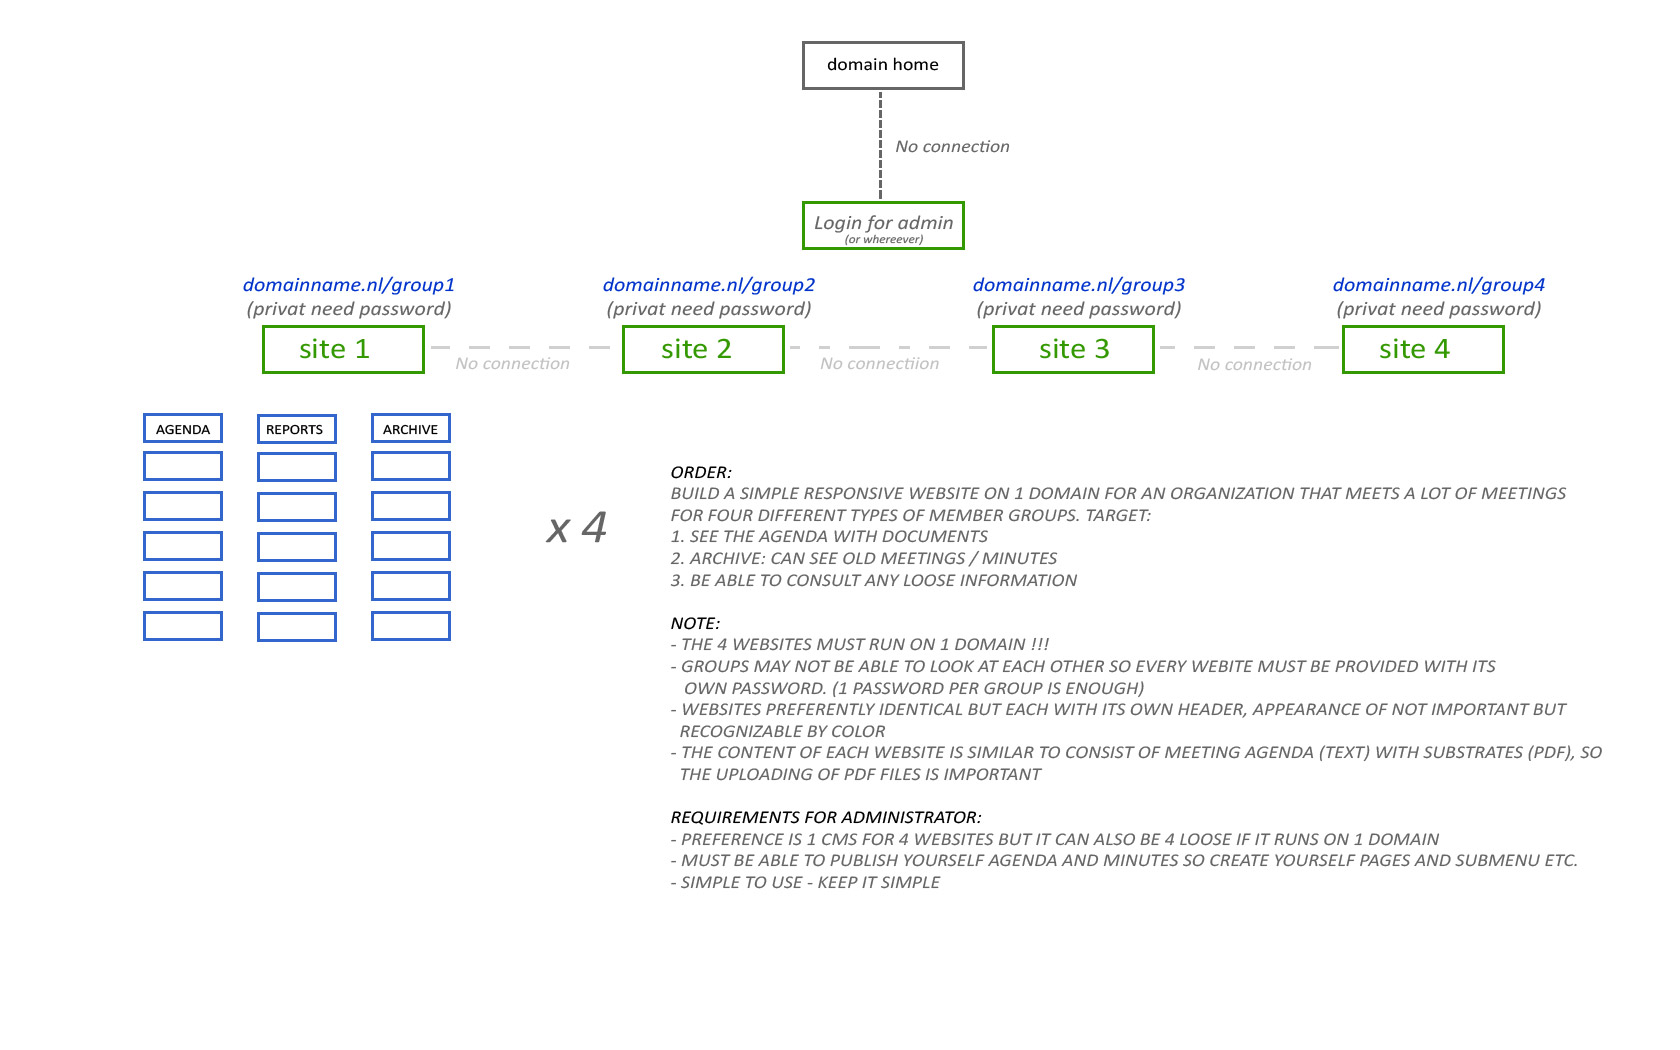 domain home
No connection
Login for admin
(or whereever)
domainname.nl/group1
(privat need password)
site 1
domainname.nl/group2
(privat need password)
site 2
domainname.nl/group3
(privat need password)
site 3
domainname.nl/group4
(privat need password)
site 4
No connection
No connectiion
No connection
AGENDA
REPORTS
ARCHIVE
x 4
ORDER:
BUILD A SIMPLE RESPONSIVE WEBSITE ON 1 DOMAIN FOR AN ORGANIZATION THAT MEETS A LOT OF MEETINGS
FOR FOUR DIFFERENT TYPES OF MEMBER GROUPS. TARGET:
1. SEE THE AGENDA WITH DOCUMENTS
2. ARCHIVE: CAN SEE OLD MEETINGS / MINUTES
3. BE ABLE TO CONSULT ANY LOOSE INFORMATION
NOTE:
- THE 4 WEBSITES MUST RUN ON 1 DOMAIN !!!
- GROUPS MAY NOT BE ABLE TO LOOK AT EACH OTHER SO EVERY WEBITE MUST BE PROVIDED WITH ITS
OWN PASSWORD. (1 PASSWORD PER GROUP IS ENOUGH)
- WEBSITES PREFERENTLY IDENTICAL BUT EACH WITH ITS OWN HEADER, APPEARANCE OF NOT IMPORTANT BUT
RECOGNIZABLE BY COLOR
- THE CONTENT OF EACH WEBSITE IS SIMILAR TO CONSIST OF MEETING AGENDA (TEXT) WITH SUBSTRATES (PDF), SO
THE UPLOADING OF PDF FILES IS IMPORTANT
REQUIREMENTS FOR ADMINISTRATOR:
- PREFERENCE IS 1 CMS FOR 4 WEBSITES BUT IT CAN ALSO BE 4 LOOSE IF IT RUNS ON 1 DOMAIN
- MUST BE ABLE TO PUBLISH YOURSELF AGENDA AND MINUTES SO CREATE YOURSELF PAGES AND SUBMENU ETC.
- SIMPLE TO USE - KEEP IT SIMPLE